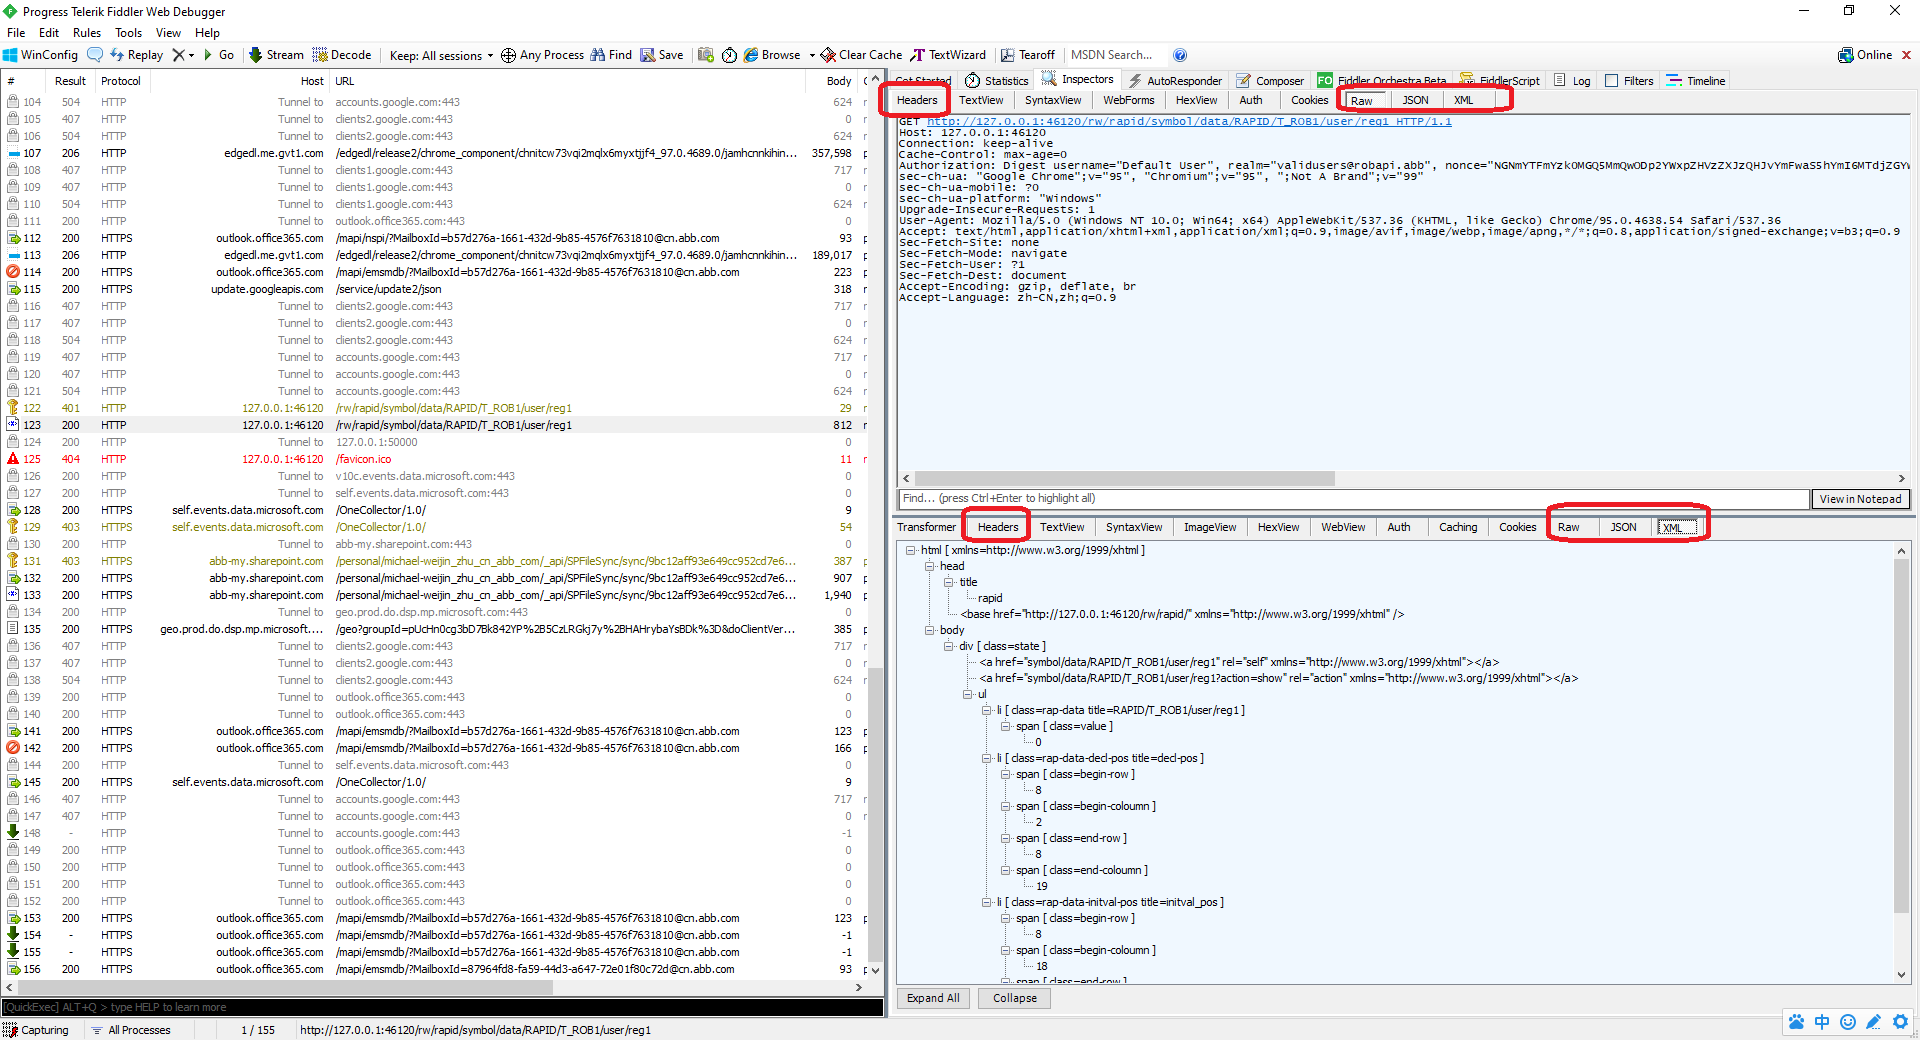 Progress Telerik Fiddler Web Debugger
File Edit Rules Tools View Help
WinConfig Replay Go Stream Decode Keep: All sessions Any Process Find Save Browse Clear Cache TextWizard Tearoff MSDN Search... Online
# Result Protocol Host URL Body
104 504 HTTP Tunnel to accounts.google.com:443 624
105 407 HTTP Tunnel to clients2.google.com:443 0
106 504 HTTP Tunnel to clients2.google.com:443 624
107 206 HTTP edgedl.me.gvt1.com /edgedl/release2/chrome_component/chnitcw73vqi2mqlx6myxtjjf4_97.0.4689.0/jamhcnnkihin... 357,598
108 407 HTTP Tunnel to clients1.google.com:443 717
109 407 HTTP Tunnel to clients1.google.com:443 0
110 504 HTTP Tunnel to clients1.google.com:443 624
111 200 HTTP Tunnel to outlook.office365.com:443 0
112 200 HTTPS outlook.office365.com /mapi/nspi/?MailboxId=b57d276a-1661-432d-9b85-4576f7631810@cn.abb.com 93
113 206 HTTP edgedl.me.gvt1.com /edgedl/release2/chrome_component/chnitcw73vqi2mqlx6myxtjjf4_97.0.4689.0/jamhcnnkihin... 189,017
114 200 HTTPS outlook.office365.com /mapi/emsmdb/?MailboxId=b57d276a-1661-432d-9b85-4576f7631810@cn.abb.com 223
115 200 HTTPS update.googleapis.com /service/update2/json 318
116 407 HTTP Tunnel to clients2.google.com:443 717
117 407 HTTP Tunnel to clients2.google.com:443 0
118 504 HTTP Tunnel to clients2.google.com:443 624
119 407 HTTP Tunnel to accounts.google.com:443 717
120 407 HTTP Tunnel to accounts.google.com:443 0
121 504 HTTP Tunnel to accounts.google.com:443 624
122 401 HTTP 127.0.0.1:46120 /rw/rapid/symbol/data/RAPID/T_ROB1/user/reg1 29
123 200 HTTP 127.0.0.1:46120 /rw/rapid/symbol/data/RAPID/T_ROB1/user/reg1 812
124 200 HTTP Tunnel to 127.0.0.1:50000 0
125 404 HTTP 127.0.0.1:46120 /favicon.ico 11
126 200 HTTP Tunnel to v10c.events.data.microsoft.com:443 0
127 200 HTTP Tunnel to self.events.data.microsoft.com:443 0
128 200 HTTPS self.events.data.microsoft.com /OneCollector/1.0/ 9
129 403 HTTPS self.events.data.microsoft.com /OneCollector/1.0/ 54
130 200 HTTP Tunnel to abb-my.sharepoint.com:443 0
131 403 HTTPS abb-my.sharepoint.com /personal/michael-weijin_zhu_cn_abb_com/_api/SPFileSync/sync/9bc12aff93e649cc952cd7e6... 387
132 200 HTTPS abb-my.sharepoint.com /personal/michael-weijin_zhu_cn_abb_com/_api/SPFileSync/sync/9bc12aff93e649cc952cd7e6... 907
133 200 HTTPS abb-my.sharepoint.com /personal/michael-weijin_zhu_cn_abb_com/_api/SPFileSync/sync/9bc12aff93e649cc952cd7e6... 1,940
134 200 HTTP Tunnel to geo.prod.do.dsp.mp.microsoft.com:443 0
135 200 HTTPS geo.prod.do.dsp.mp.microsoft.... /geo?groupId=pUcHn0cg3bD7Bk842YP%2B5CzLRGkj7y%2BHAHrybaYsBDk%3D&doClientVer... 385
136 407 HTTP Tunnel to clients2.google.com:443 717
137 407 HTTP Tunnel to clients2.google.com:443 0
138 504 HTTP Tunnel to clients2.google.com:443 624
139 200 HTTP Tunnel to outlook.office365.com:443 0
140 200 HTTP Tunnel to outlook.office365.com:443 0
141 200 HTTPS outlook.office365.com /mapi/emsmdb/?MailboxId=b57d276a-1661-432d-9b85-4576f7631810@cn.abb.com 123
142 200 HTTPS outlook.office365.com /mapi/emsmdb/?MailboxId=b57d276a-1661-432d-9b85-4576f7631810@cn.abb.com 166
144 200 HTTP Tunnel to self.events.data.microsoft.com:443 0
145 200 HTTPS self.events.data.microsoft.com /OneCollector/1.0/ 9
146 407 HTTP Tunnel to accounts.google.com:443 717
147 407 HTTP Tunnel to accounts.google.com:443 0
148 - HTTP Tunnel to accounts.google.com:443 -1
149 200 HTTP Tunnel to outlook.office365.com:443 0
150 200 HTTP Tunnel to outlook.office365.com:443 0
151 200 HTTP Tunnel to outlook.office365.com:443 0
152 200 HTTP Tunnel to outlook.office365.com:443 0
153 200 HTTPS outlook.office365.com /mapi/emsmdb/?MailboxId=b57d276a-1661-432d-9b85-4576f7631810@cn.abb.com 123
154 - HTTPS outlook.office365.com /mapi/emsmdb/?MailboxId=b57d276a-1661-432d-9b85-4576f7631810@cn.abb.com -1
155 - HTTPS outlook.office365.com /mapi/emsmdb/?MailboxId=b57d276a-1661-432d-9b85-4576f7631810@cn.abb.com -1
156 200 HTTPS outlook.office365.com /mapi/emsmdb/?MailboxId=87964fd8-fa59-44d3-a647-72e01f80c72d@cn.abb.com 93
[QuickExec] ALT+Q > type HELP to learn more
Capturing All Processes 1 / 155 http://127.0.0.1:46120/rw/rapid/symbol/data/RAPID/T_ROB1/user/reg1
Get Started Statistics Inspectors AutoResponder Composer FO Fiddler Orchestra Beta FiddlerScript Log Filters Timeline
Headers TextView SyntaxView WebForms HexView Auth Cookies Raw JSON XML
GET http://127.0.0.1:46120/rw/rapid/symbol/data/RAPID/T_ROB1/user/reg1 HTTP/1.1
Host: 127.0.0.1:46120
Connection: keep-alive
Cache-Control: max-age=0
Authorization: Digest username="Default User", realm="validusers@robapi.abb",
sec-ch-ua: "Google Chrome";v="95", "Chromium";v="95", ";Not A Brand";v="99"
sec-ch-ua-mobile: ?0
sec-ch-ua-platform: "Windows"
Upgrade-Insecure-Requests: 1
User-Agent: Mozilla/5.0 (Windows NT 10.0; Win64; x64) AppleWebKit/537.36 (KHTML, like Gecko) Chrome/95.0.4638.54 Safari/537.36
Accept: text/html,application/xhtml+xml,application/xml;q=0.9,image/avif,image/webp,image/apng,*/*;q=0.8,application/signed-exchange;v=b3;q=0.9
Sec-Fetch-Site: none
Sec-Fetch-Mode: navigate
Sec-Fetch-User: ?1
Sec-Fetch-Dest: document
Accept-Encoding: gzip, deflate, br
Accept-Language: zh-CN,zh;q=0.9
Find... (press Ctrl+Enter to highlight all) View in Notepad
Transformer Headers TextView SyntaxView ImageView HexView WebView Auth Caching Cookies Raw JSON XML
html [ xmlns=http://www.w3.org/1999/xhtml ]
head
title
rapid
<base href="http://127.0.0.1:46120/rw/rapid/" xmlns="http://www.w3.org/1999/xhtml" />
body
div [ class=state ]
<a href="symbol/data/RAPID/T_ROB1/user/reg1" rel="self" xmlns="http://www.w3.org/1999/xhtml"></a>
<a href="symbol/data/RAPID/T_ROB1/user/reg1?action=show" rel="action" xmlns="http://www.w3.org/1999/xhtml"></a>
ul
li [ class=rap-data title=RAPID/T_ROB1/user/reg1 ]
span [ class=value ]
0
li [ class=rap-data-decl-pos title=decl-pos ]
span [ class=begin-row ]
8
span [ class=begin-coloumn ]
2
span [ class=end-row ]
8
span [ class=end-coloumn ]
19
li [ class=rap-data-initval-pos title=initval_pos ]
span [ class=begin-row ]
8
span [ class=begin-coloumn ]
18
span [ class=end-row ]
Expand All Collapse
中